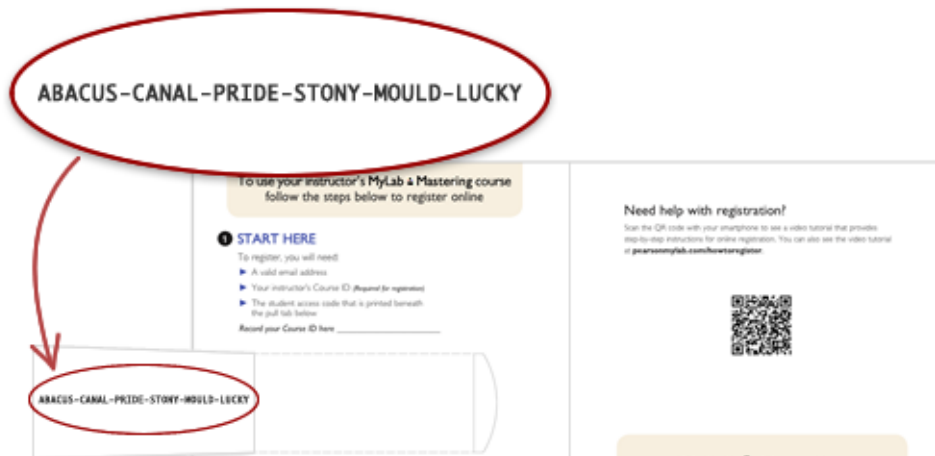 ABACUS-CANAL-PRIDE-STONY-MOULD-LUCKY
To use your instructor's MyLab & Mastering course
follow the steps below to register online
1 START HERE
To register, you will need:
► A valid email address
► Your instructor's Course ID (Required for registration)
► The student access code that is printed beneath
the pull tab below
Record your Course ID here
ABACUS-CANAL-PRIDE-STONY-MOULD-LUCKY
Need help with registration?
Scan the QR code with your smartphone to see a video tutorial that provides
step-by-step instructions for online registration. You can also see the video tutorial
at pearsonmylab.com/howtoregister.